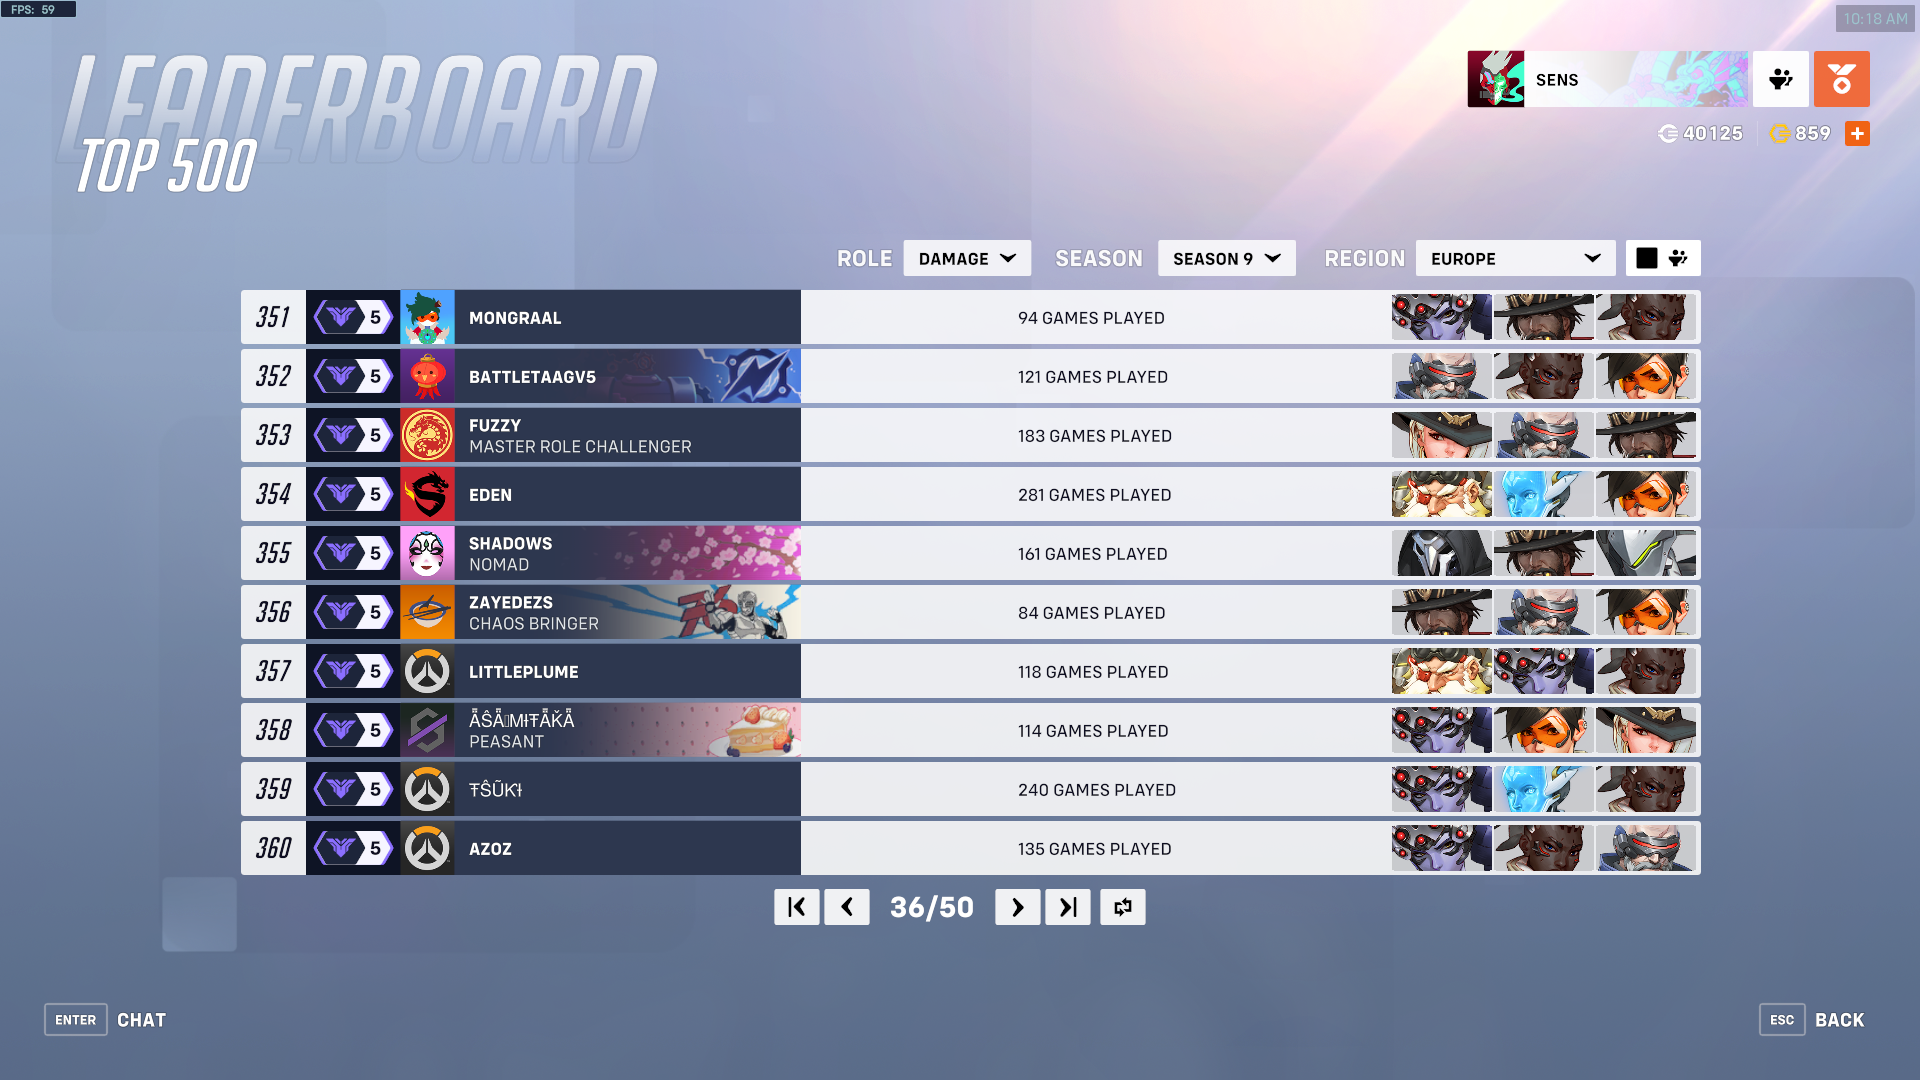 FPS: 59
10:18 AM
LEADERBOARD
TOP 500
SENS
40125
859
ROLE DAMAGE SEASON SEASON 9 REGION EUROPE
351 5 MONGRAAL 94 GAMES PLAYED
352 5 BATTLETAAGV5 121 GAMES PLAYED
353 5 FUZZY 183 GAMES PLAYED
MASTER ROLE CHALLENGER
354 5 EDEN 281 GAMES PLAYED
355 5 SHADOWS 161 GAMES PLAYED
NOMAD
356 5 ZAYEDEZS 84 GAMES PLAYED
CHAOS BRINGER
357 5 LITTLEPLUME 118 GAMES PLAYED
358 5 114 GAMES PLAYED
PEASANT
359 5 ŦŜŨKƗ 240 GAMES PLAYED
360 5 AZOZ 135 GAMES PLAYED
36/50
ENTER CHAT
ESC BACK